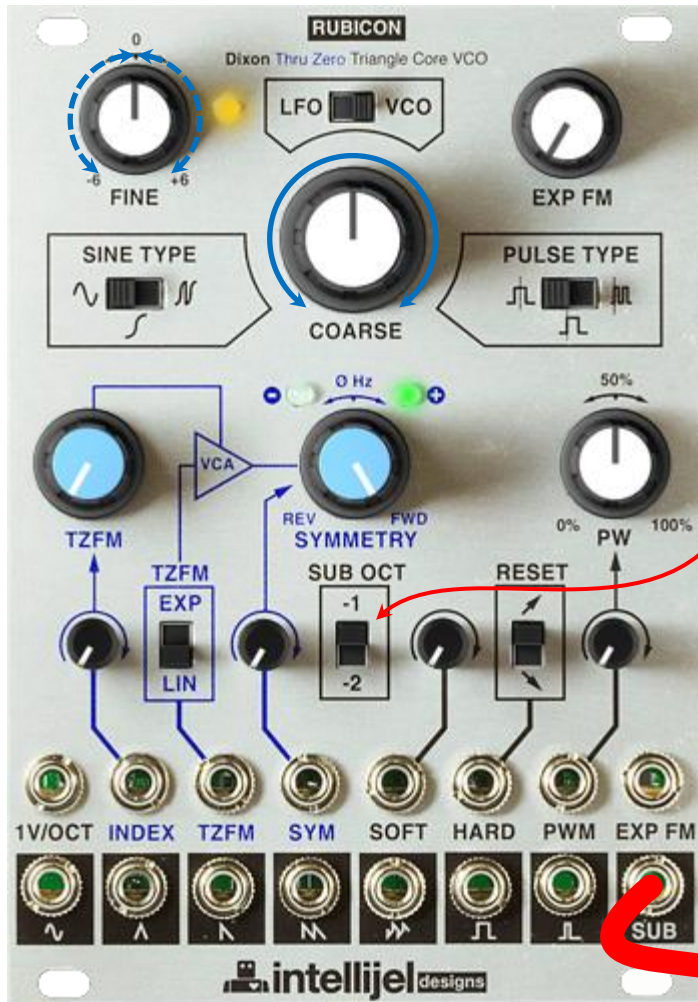 RUBICON
Dixon Thru Zero Triangle Core VCO
0
LFO VCO
-6 +6
FINE
EXP FM
SINE TYPE
COARSE
PULSE TYPE
- Ø Hz +
50%
VCA
REV FWD
0% 100%
TZFM
SYMMETRY
PW
TZFM
SUB OCT
RESET
EXP
-1
LIN
-2
1V/OCT INDEX TZFM SYM SOFT HARD PWM EXP FM
SUB
intellijel designs